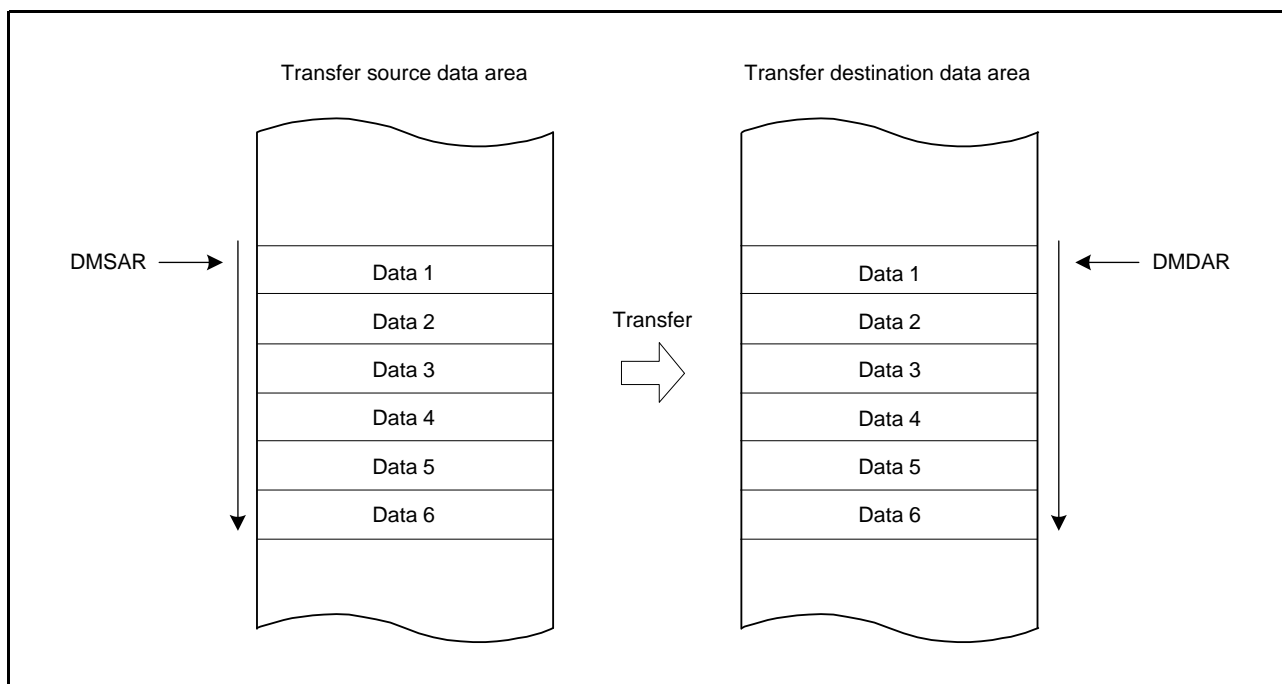 Transfer source data area
Transfer destination data area
DMSAR
Data 1
Data 2
Data 3
Data 4
Data 5
Data 6
Transfer
Data 1
Data 2
Data 3
Data 4
Data 5
Data 6
DMDAR